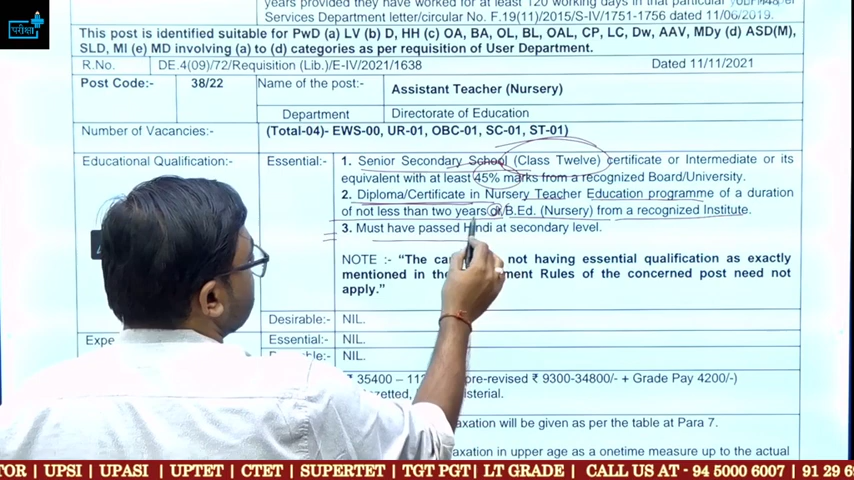 परीक्षा
years provided they have worked for at least 120 working days in that particular
Services Department letter/circular No. F.19(11)/2015/S-IV/1751-1756 dated 11/06/2019.
This post is identified suitable for PwD (a) LV (b) D, HH (c) OA, BA, OL, BL, OAL, CP, LC, Dw, AAV, MDy (d) ASD(M),
SLD, MI (e) MD involving (a) to (d) categories as per requisition of User Department.
R.No. DE.4(09)/72/Requisition (Lib.)/E-IV/2021/1638 Dated 11/11/2021
Post Code:- 38/22 Name of the post:- Assistant Teacher (Nursery)
Department Directorate of Education
Number of Vacancies:- (Total-04)- EWS-00, UR-01, OBC-01, SC-01, ST-01)
Educational Qualification:- Essential:- 1. Senior Secondary School (Class Twelve) certificate or Intermediate or its
equivalent with at least 45% marks from a recognized Board/University.
2. Diploma/Certificate in Nursery Teacher Education programme of a duration
of not less than two years or B.Ed. (Nursery) from a recognized Institute.
3. Must have passed Hindi at secondary level.
NOTE :- “The not having essential qualification as exactly
mentioned in the Rules of the concerned post need not
apply.”
Desirable:- NIL.
Essential:- NIL.
NIL.
₹ 35400 – pre-revised ₹ 9300-34800/- + Grade Pay 4200/-)
will be given as per the table at Para 7.
in upper age as a onetime measure up to the actual
TOR | UPSI | UPASI | UPTET | CTET | SUPERTET | TGT PGT| LT GRADE | CALL US AT - 94 5000 6007 | 91 29 6